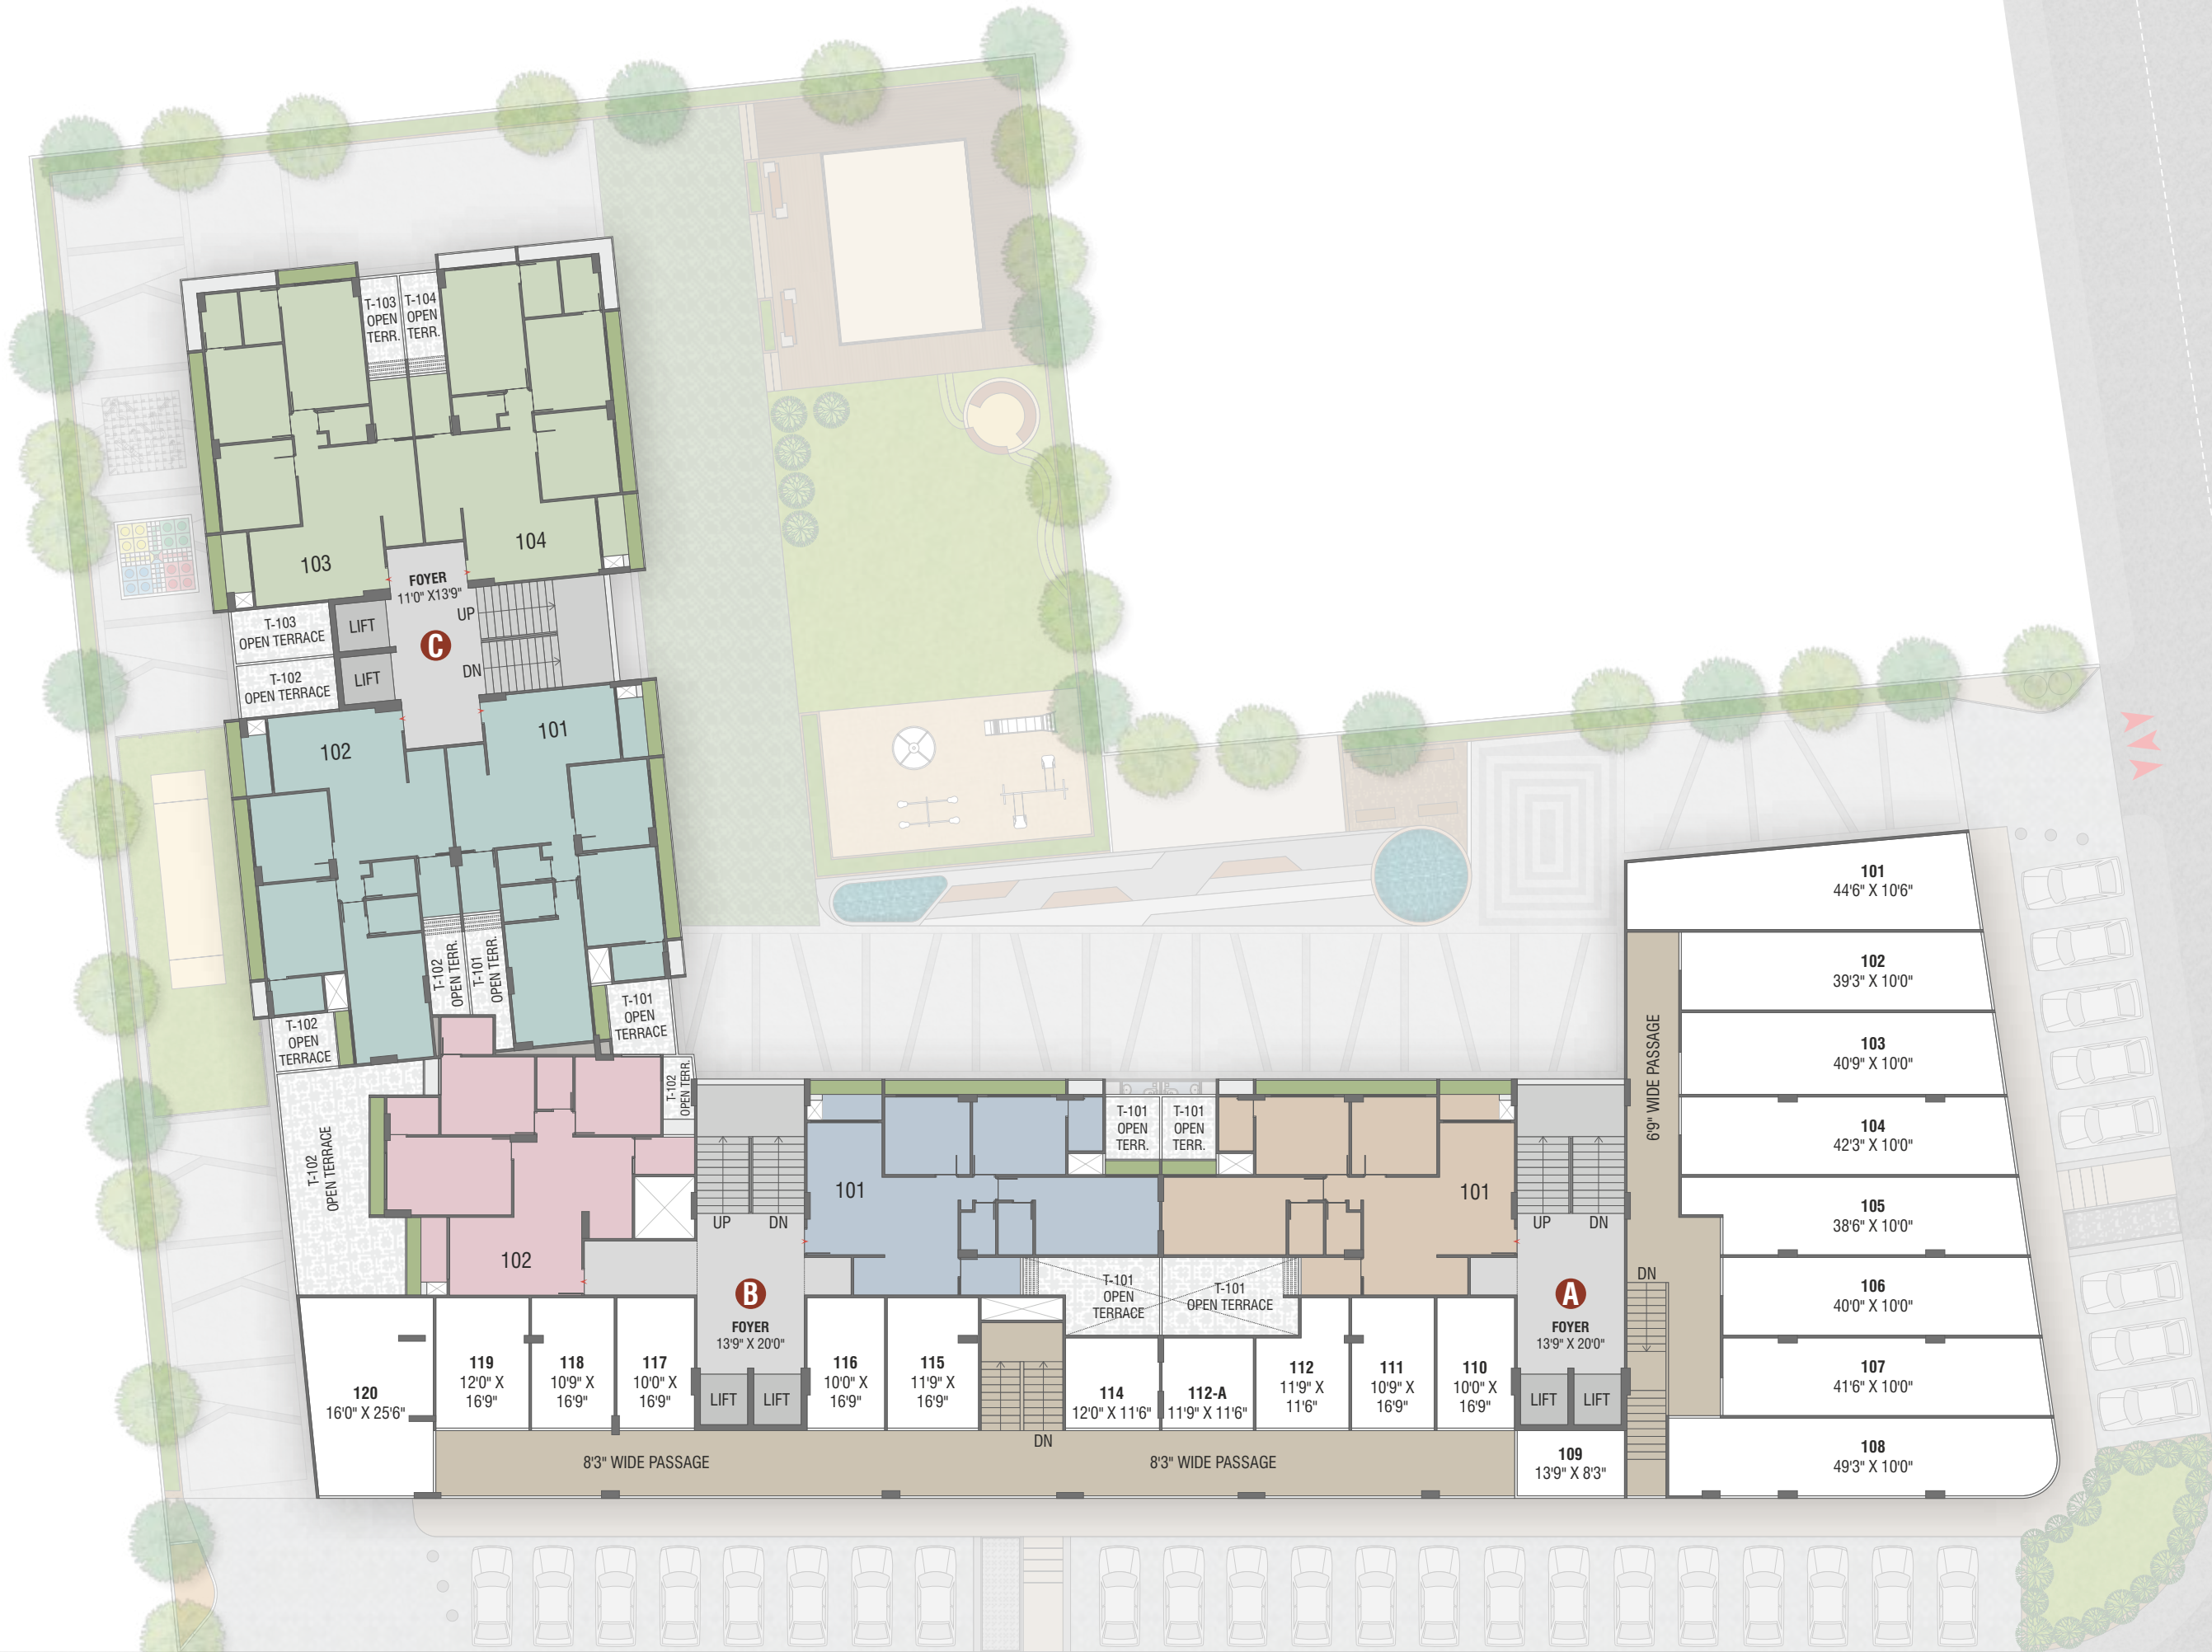 T-103
OPEN
TERR.
T-104
OPEN
TERR.
103
104
FOYER
11'0" X13'9"
UP
T-103
OPEN TERRACE
LIFT
C
DN
T-102
OPEN TERRACE
LIFT
102
101
T-102
OPEN TERR.
T-101
OPEN TERR.
T-101
OPEN
TERRACE
T-102
OPEN
TERRACE
T-102
OPEN TERR.
T-102
OPEN TERRACE
102
UP
DN
B
FOYER
13'9" X 20'0"
LIFT
LIFT
101
T-101
OPEN
TERR.
T-101
OPEN
TERR.
101
T-101
OPEN
TERRACE
T-101
OPEN TERRACE
UP
DN
A
FOYER
13'9" X 20'0"
LIFT
LIFT
6'9" WIDE PASSAGE
DN
101
44'6" X 10'6"
102
39'3" X 10'0"
103
40'9" X 10'0"
104
42'3" X 10'0"
105
38'6" X 10'0"
106
40'0" X 10'0"
107
41'6" X 10'0"
108
49'3" X 10'0"
120
16'0" X 25'6"
119
12'0" X
16'9"
118
10'9" X
16'9"
117
10'0" X
16'9"
116
10'0" X
16'9"
115
11'9" X
16'9"
DN
114
12'0" X 11'6"
112-A
11'9" X 11'6"
112
11'9" X
11'6"
111
10'9" X
16'9"
110
10'0" X
16'9"
109
13'9" X 8'3"
8'3" WIDE PASSAGE
8'3" WIDE PASSAGE